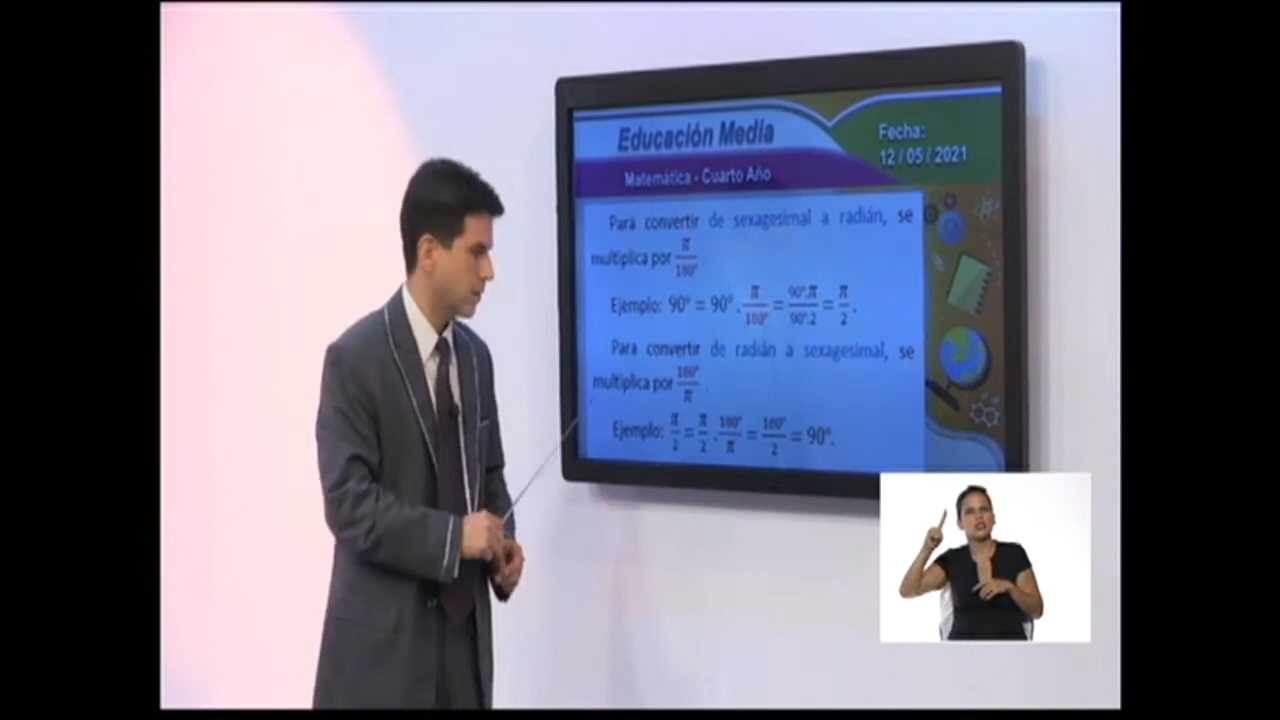 Educación Media
Fecha:
12 / 05 / 2021
Matemática - Cuarto Año
Para convertir de sexagesimal a radián, se
multiplica por π/180°
Ejemplo: 90° = 90° . π/180° = 90°.π/90°.2 = π/2 .
Para convertir de radián a sexagesimal, se
multiplica por 180°/π .
Ejemplo: π/2 = π/2 . 180°/π = 180°/2 = 90°.